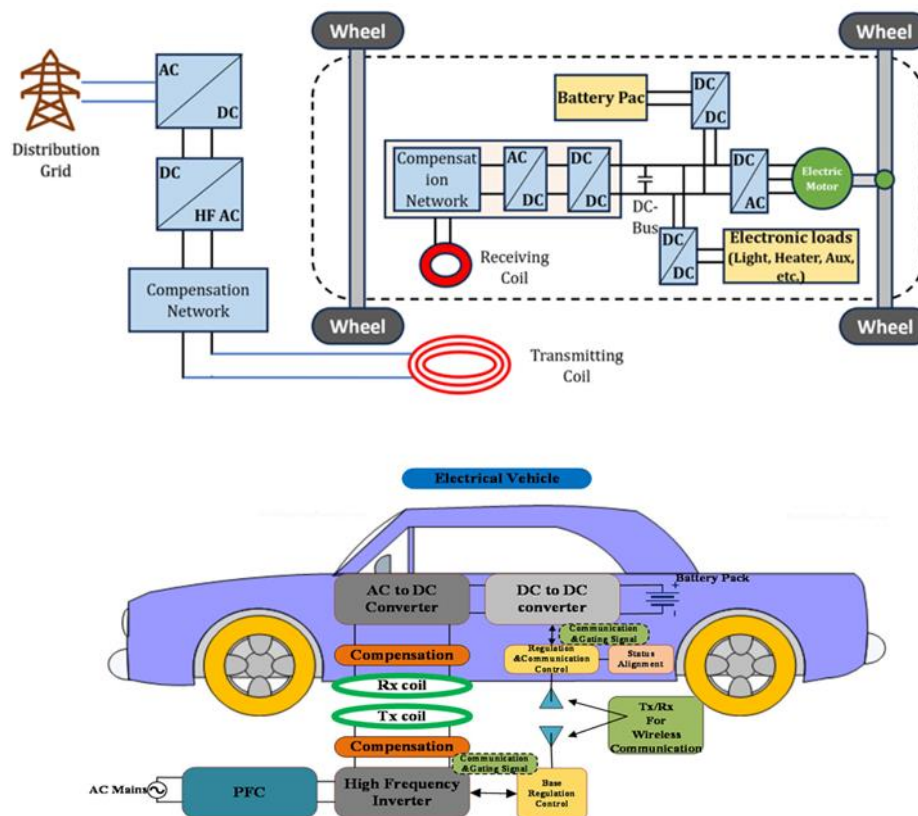 Wheel
Wheel
AC
DC
Distribution
Grid
DC
HF AC
Compensation
Network
Battery Pac
DC
DC
Compensat
ion Network
AC
DC
DC
DC
DC-
Bus
DC
AC
Electric
Motor
DC
DC
Electronic loads
(Light, Heater, Aux,
etc.)
Receiving
Coil
Wheel
Wheel
Transmitting
Coil
Electrical Vehicle
AC to DC
Converter
DC to DC
converter
Battery Pack
+
Communication
&Gating Signal
Compensation
Regulation
&Communication
Control
Status
Alignment
Rx coil
Tx coil
Tx/Rx
For
Wireless
Communication
Compensation
Communication
&Gating Signal
AC Mains
PFC
High Frequency
Inverter
Base
Regulation
Control